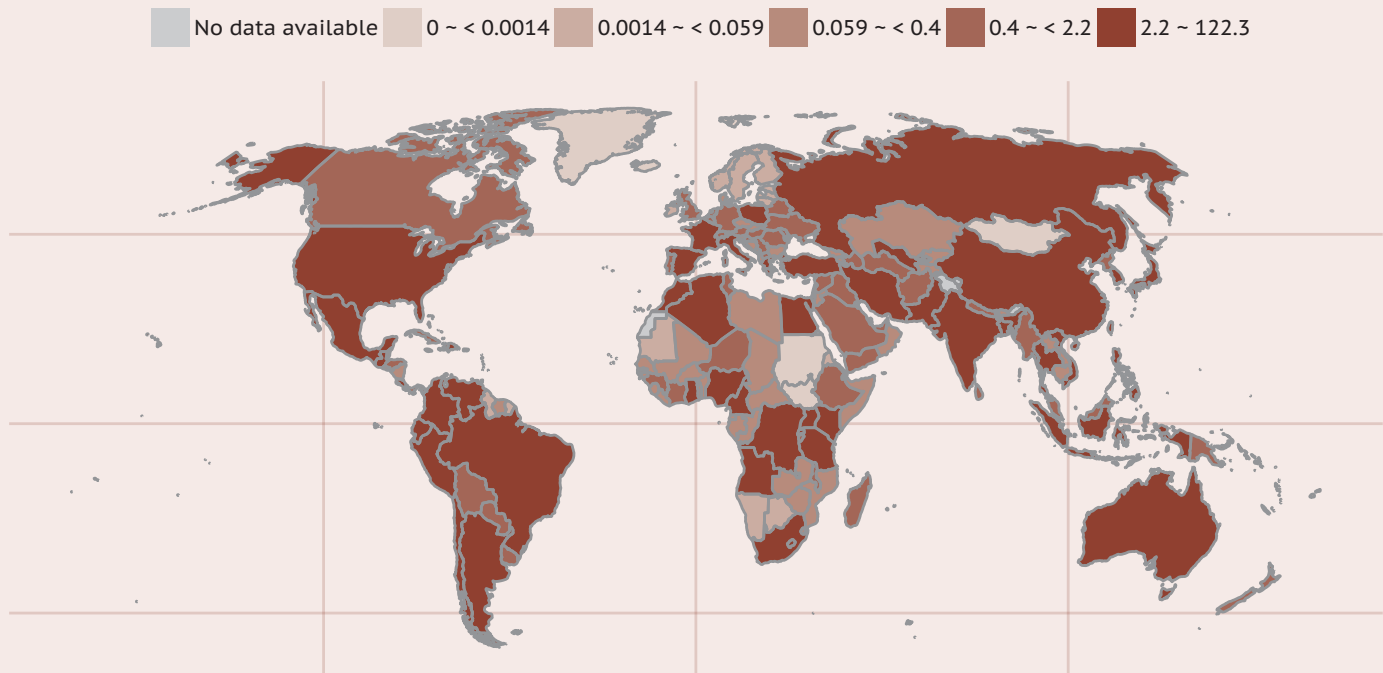 No data available 0 ~ < 0.0014 0.0014 ~ < 0.059 0.059 ~ < 0.4 0.4 ~ < 2.2 2.2 ~ 122.3